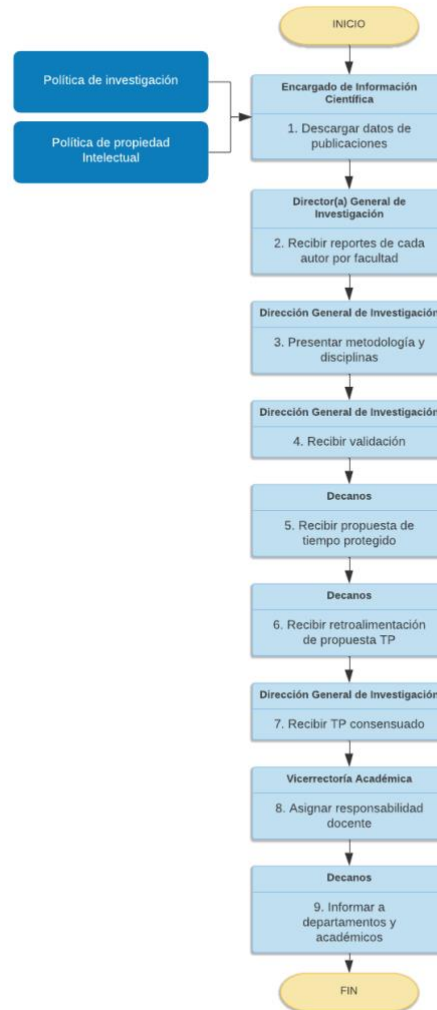 INICIO
Política de investigación
Política de propiedad
Intelectual
Encargado de Información
Científica
1. Descargar datos de
publicaciones
Director(a) General de
Investigación
2. Recibir reportes de cada
autor por facultad
Dirección General de Investigación
3. Presentar metodología y
disciplinas
Dirección General de Investigación
4. Recibir validación
Decanos
5. Recibir propuesta de
tiempo protegido
Decanos
6. Recibir retroalimentación
de propuesta TP
Dirección General de Investigación
7. Recibir TP consensuado
Vicerrectoría Académica
8. Asignar responsabilidad
docente
Decanos
9. Informar a
departamentos y
académicos
FIN